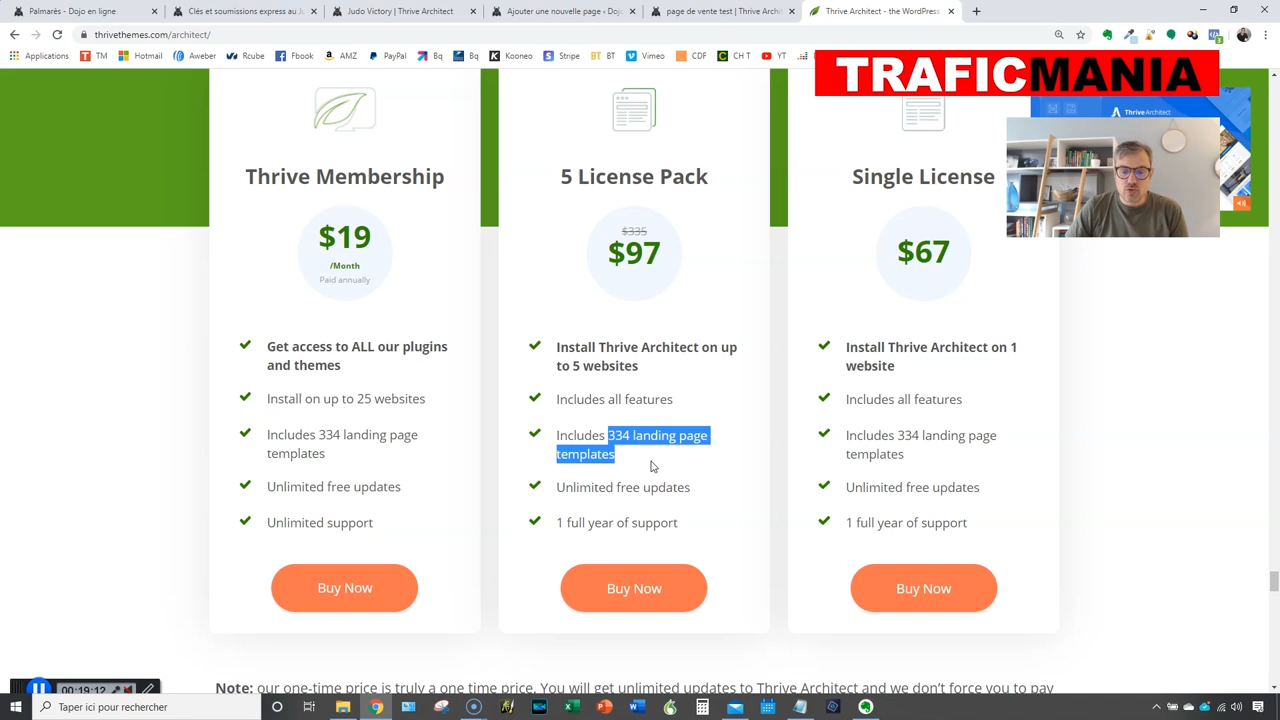 Palmarès - Dojo en ligne
Clés et soumissions express au Ju
Judo Victory | Thrive Architect
Ajouter une nouvelle page ‹ Doj
page de vente test | Thrive Archit
Thrive Architect - the WordPress
thrivethemes.com/architect/
Applications
TM
Hotmail
Aweber
Rcube
Fbook
AMZ
PayPal
Bq
Bq
Kooneo
Stripe
BT
Vimeo
CDF
CH T
YT
TRAFICMANIA
Thrive Architect
Thrive Membership
$19
/Month
Paid annually
Get access to ALL our plugins
and themes
Install on up to 25 websites
Includes 334 landing page
templates
Unlimited free updates
Unlimited support
Buy Now
5 License Pack
$335
$97
Install Thrive Architect on up
to 5 websites
Includes all features
Includes 334 landing page
templates
Unlimited free updates
1 full year of support
Buy Now
Single License
$67
Install Thrive Architect on 1
website
Includes all features
Includes 334 landing page
templates
Unlimited free updates
1 full year of support
Buy Now
Note: our one-time price is truly a one time price. You will get unlimited updates to Thrive Architect and we don't force you to pay
00:19:12
Taper ici pour rechercher